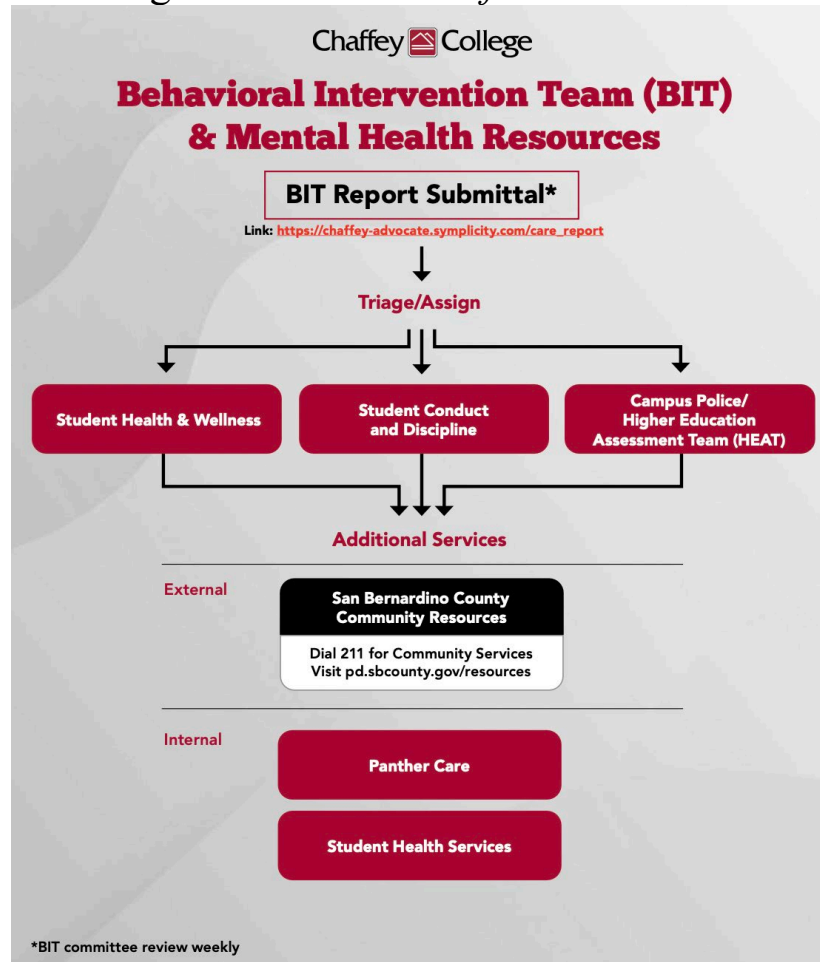 Chaffey College
Behavioral Intervention Team (BIT)
& Mental Health Resources
BIT Report Submittal*
Link: https://chaffey-advocate.symplicity.com/care_report
Triage/Assign
Student Health & Wellness
Student Conduct
and Discipline
Campus Police/
Higher Education
Assessment Team (HEAT)
Additional Services
External
San Bernardino County
Community Resources
Dial 211 for Community Services
Visit pd.sbcounty.gov/resources
Internal
Panther Care
Student Health Services
*BIT committee review weekly